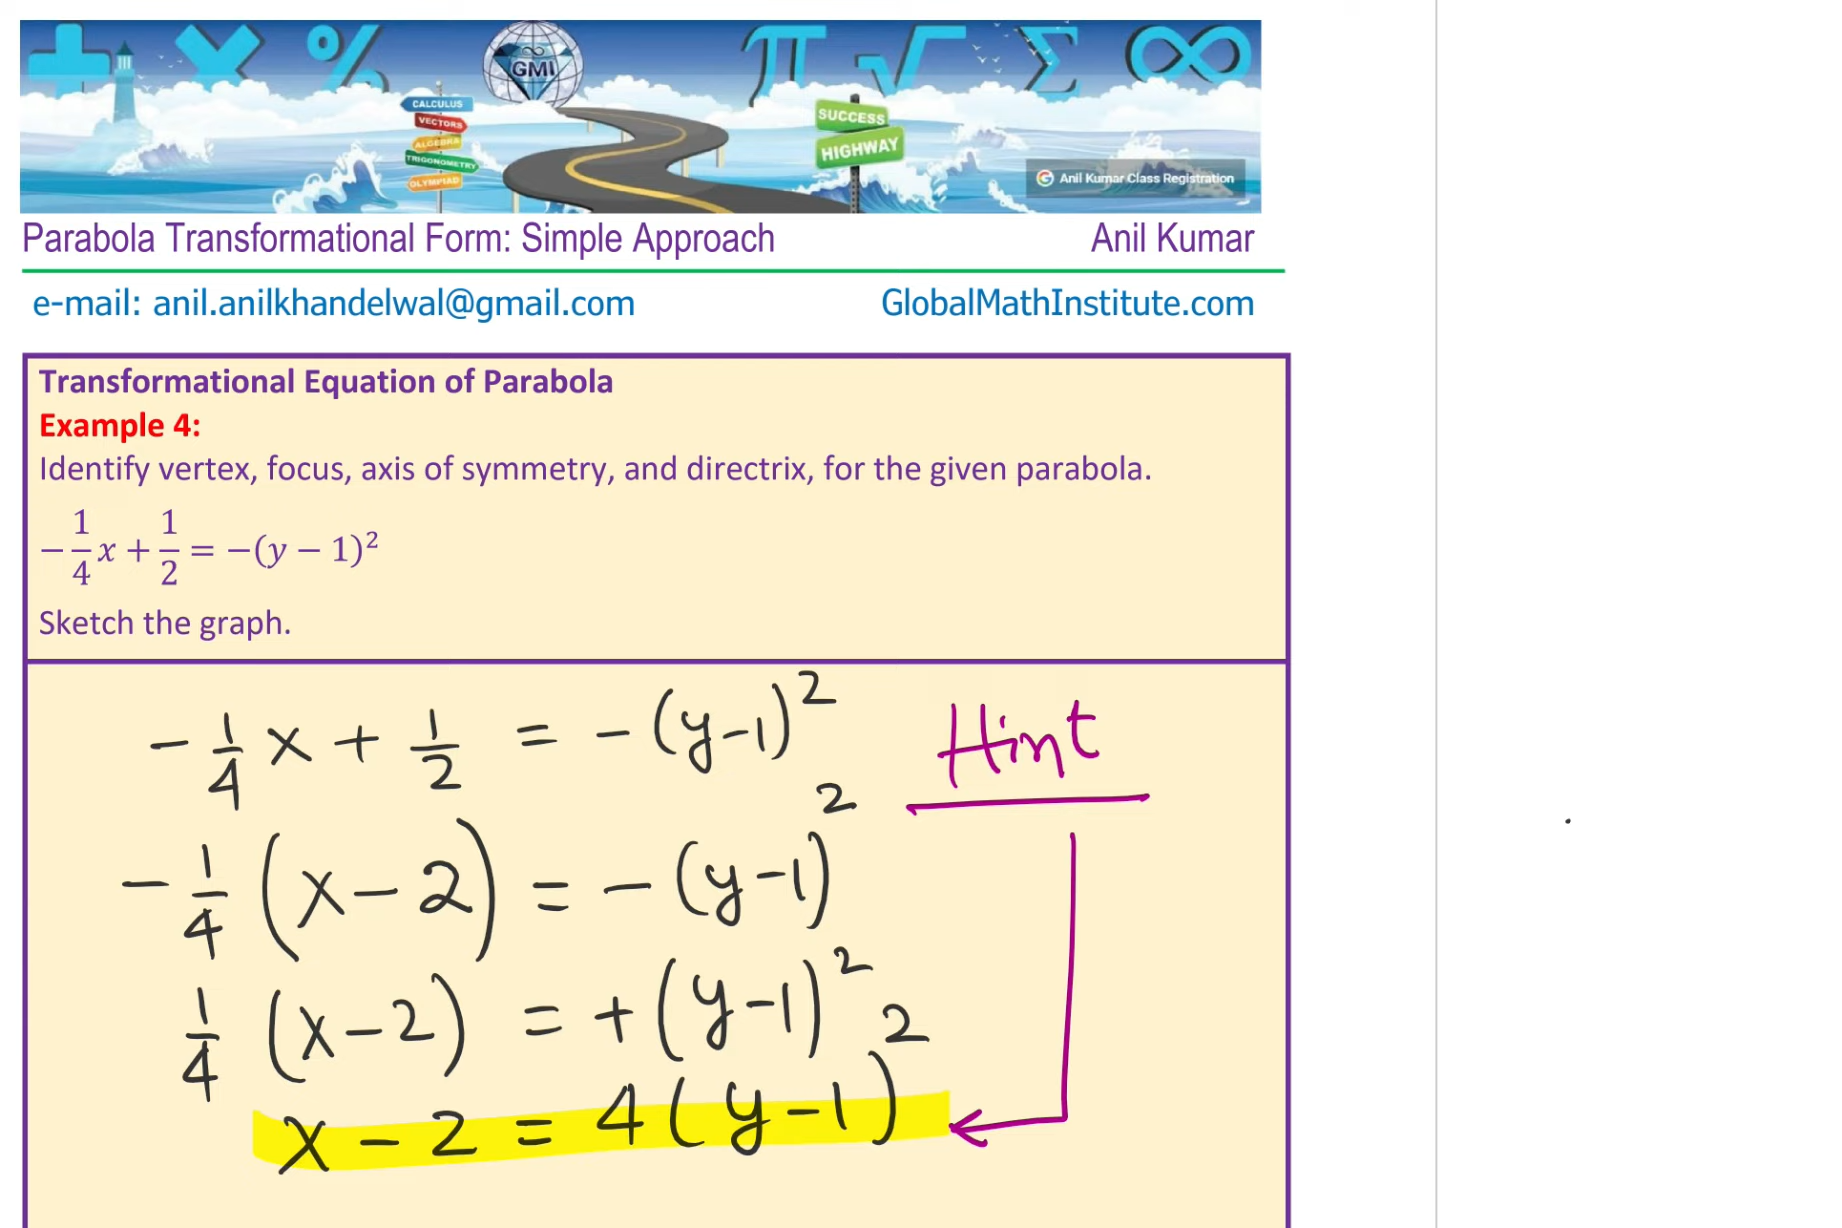 + × % GMI π √ Σ ∞
CALCULUS
VECTORS
ALGEBRA
TRIGONOMETRY
OLYMPIAD
SUCCESS
HIGHWAY
G Anil Kumar Class Registration
Parabola Transformational Form: Simple Approach Anil Kumar
e-mail: anil.anilkhandelwal@gmail.com GlobalMathInstitute.com
Transformational Equation of Parabola
Example 4:
Identify vertex, focus, axis of symmetry, and directrix, for the given parabola.
-1/4 x + 1/2 = -(y - 1)²
Sketch the graph.
- 1/4 x + 1/2 = - (y-1)² Hint
- 1/4 (x-2) = - (y-1)²
1/4 (x-2) = + (y-1)²
x - 2 = 4 (y-1)²